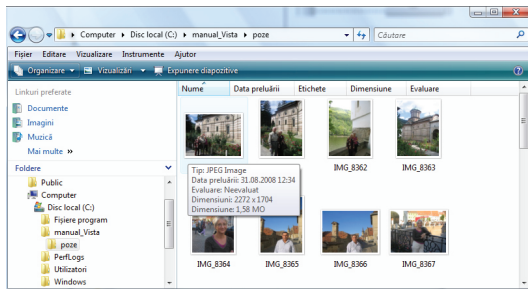 Computer ▸ Disc local (C:) ▸ manual_Vista ▸ poze
Căutare
Fișier Editare Vizualizare Instrumente Ajutor
Organizare Vizualizări Expunere diapozitive
Linkuri preferate
Documente
Imagini
Muzică
Mai multe »
Foldere
Public
Computer
Disc local (C:)
Fișiere program
manual_Vista
poze
PerfLogs
Utilizatori
Windows
Nume Data preluării Etichete Dimensiune Evaluare
IMG_8362 IMG_8363
Tip: JPEG Image
Data preluării: 31.08.2008 12:34
Evaluare: Neevaluat
Dimensiuni: 2272 x 1704
Dimensiune: 1,58 MO
IMG_8364 IMG_8365 IMG_8366 IMG_8367